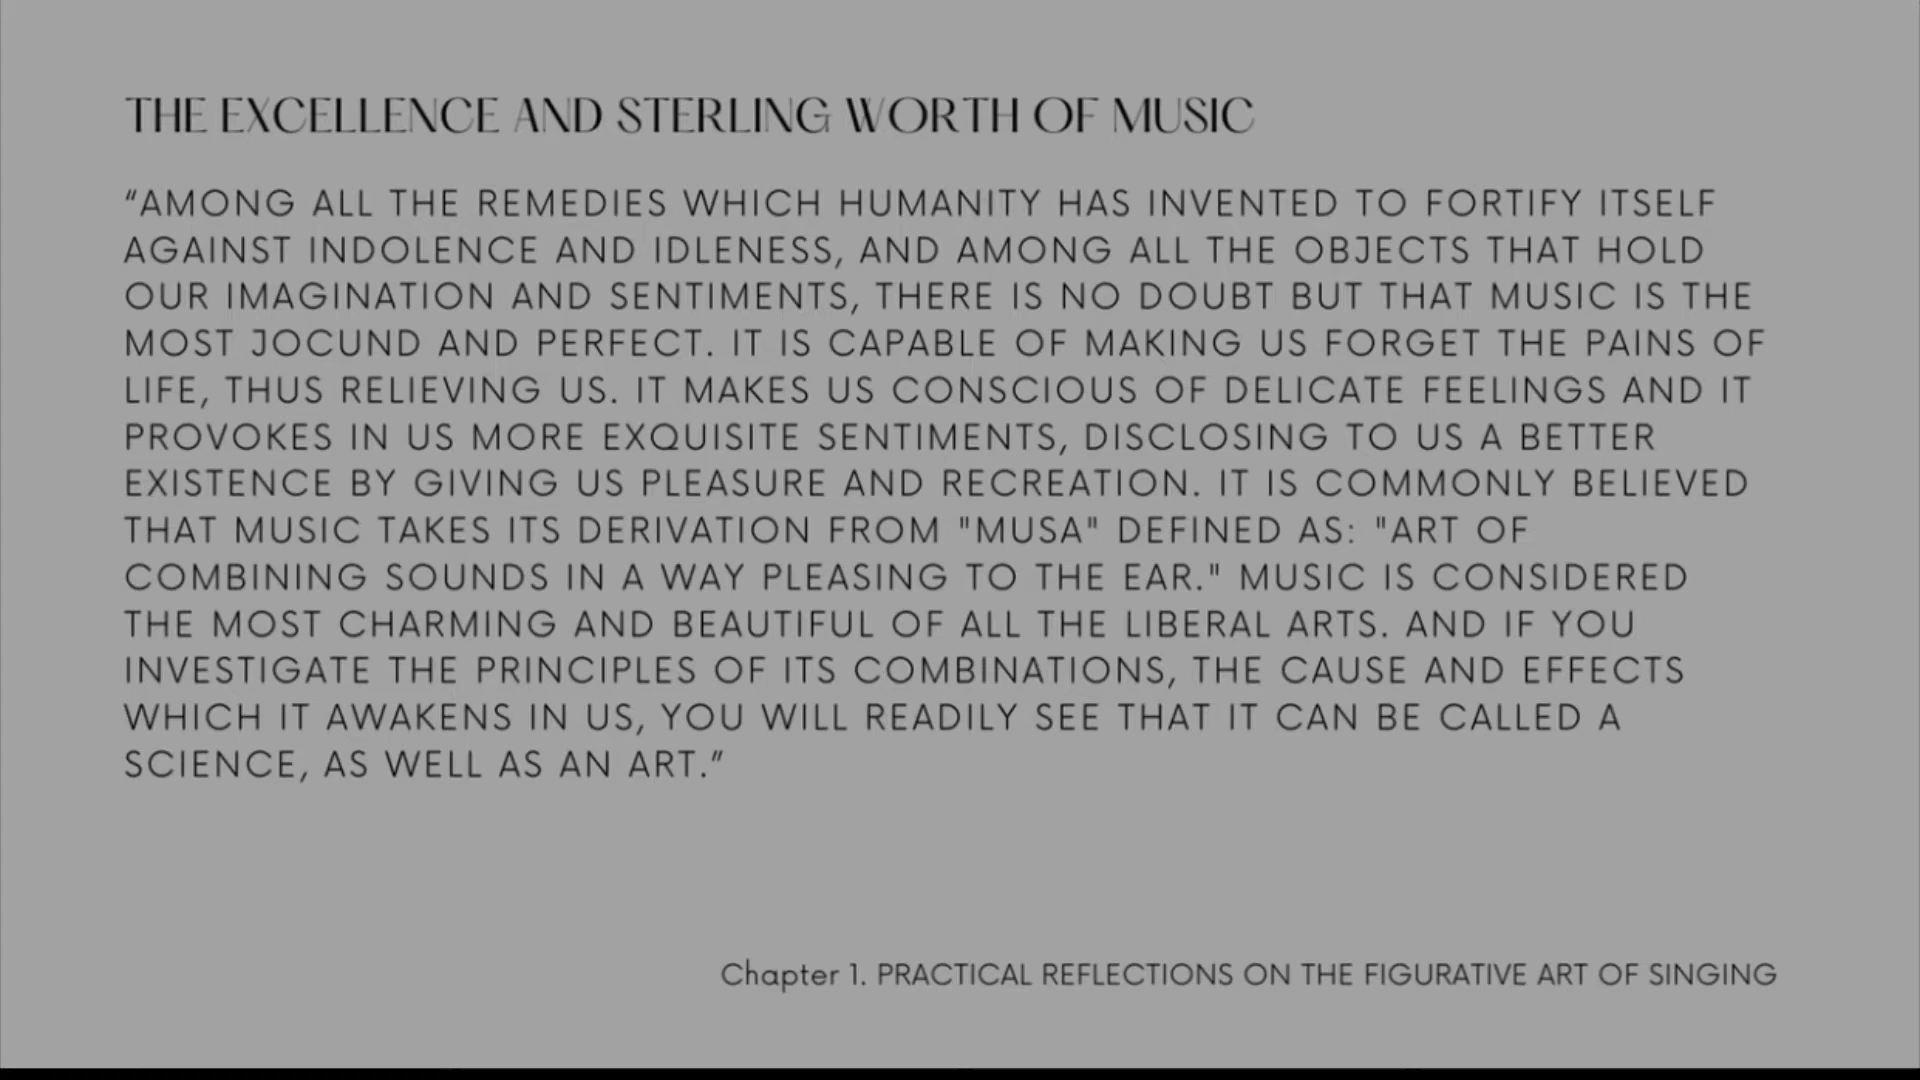 THE EXCELLENCE AND STERLING WORTH OF MUSIC
“AMONG ALL THE REMEDIES WHICH HUMANITY HAS INVENTED TO FORTIFY ITSELF
AGAINST INDOLENCE AND IDLENESS, AND AMONG ALL THE OBJECTS THAT HOLD
OUR IMAGINATION AND SENTIMENTS, THERE IS NO DOUBT BUT THAT MUSIC IS THE
MOST JOCUND AND PERFECT. IT IS CAPABLE OF MAKING US FORGET THE PAINS OF
LIFE, THUS RELIEVING US. IT MAKES US CONSCIOUS OF DELICATE FEELINGS AND IT
PROVOKES IN US MORE EXQUISITE SENTIMENTS, DISCLOSING TO US A BETTER
EXISTENCE BY GIVING US PLEASURE AND RECREATION. IT IS COMMONLY BELIEVED
THAT MUSIC TAKES ITS DERIVATION FROM "MUSA" DEFINED AS: "ART OF
COMBINING SOUNDS IN A WAY PLEASING TO THE EAR." MUSIC IS CONSIDERED
THE MOST CHARMING AND BEAUTIFUL OF ALL THE LIBERAL ARTS. AND IF YOU
INVESTIGATE THE PRINCIPLES OF ITS COMBINATIONS, THE CAUSE AND EFFECTS
WHICH IT AWAKENS IN US, YOU WILL READILY SEE THAT IT CAN BE CALLED A
SCIENCE, AS WELL AS AN ART.”
Chapter 1. PRACTICAL REFLECTIONS ON THE FIGURATIVE ART OF SINGING